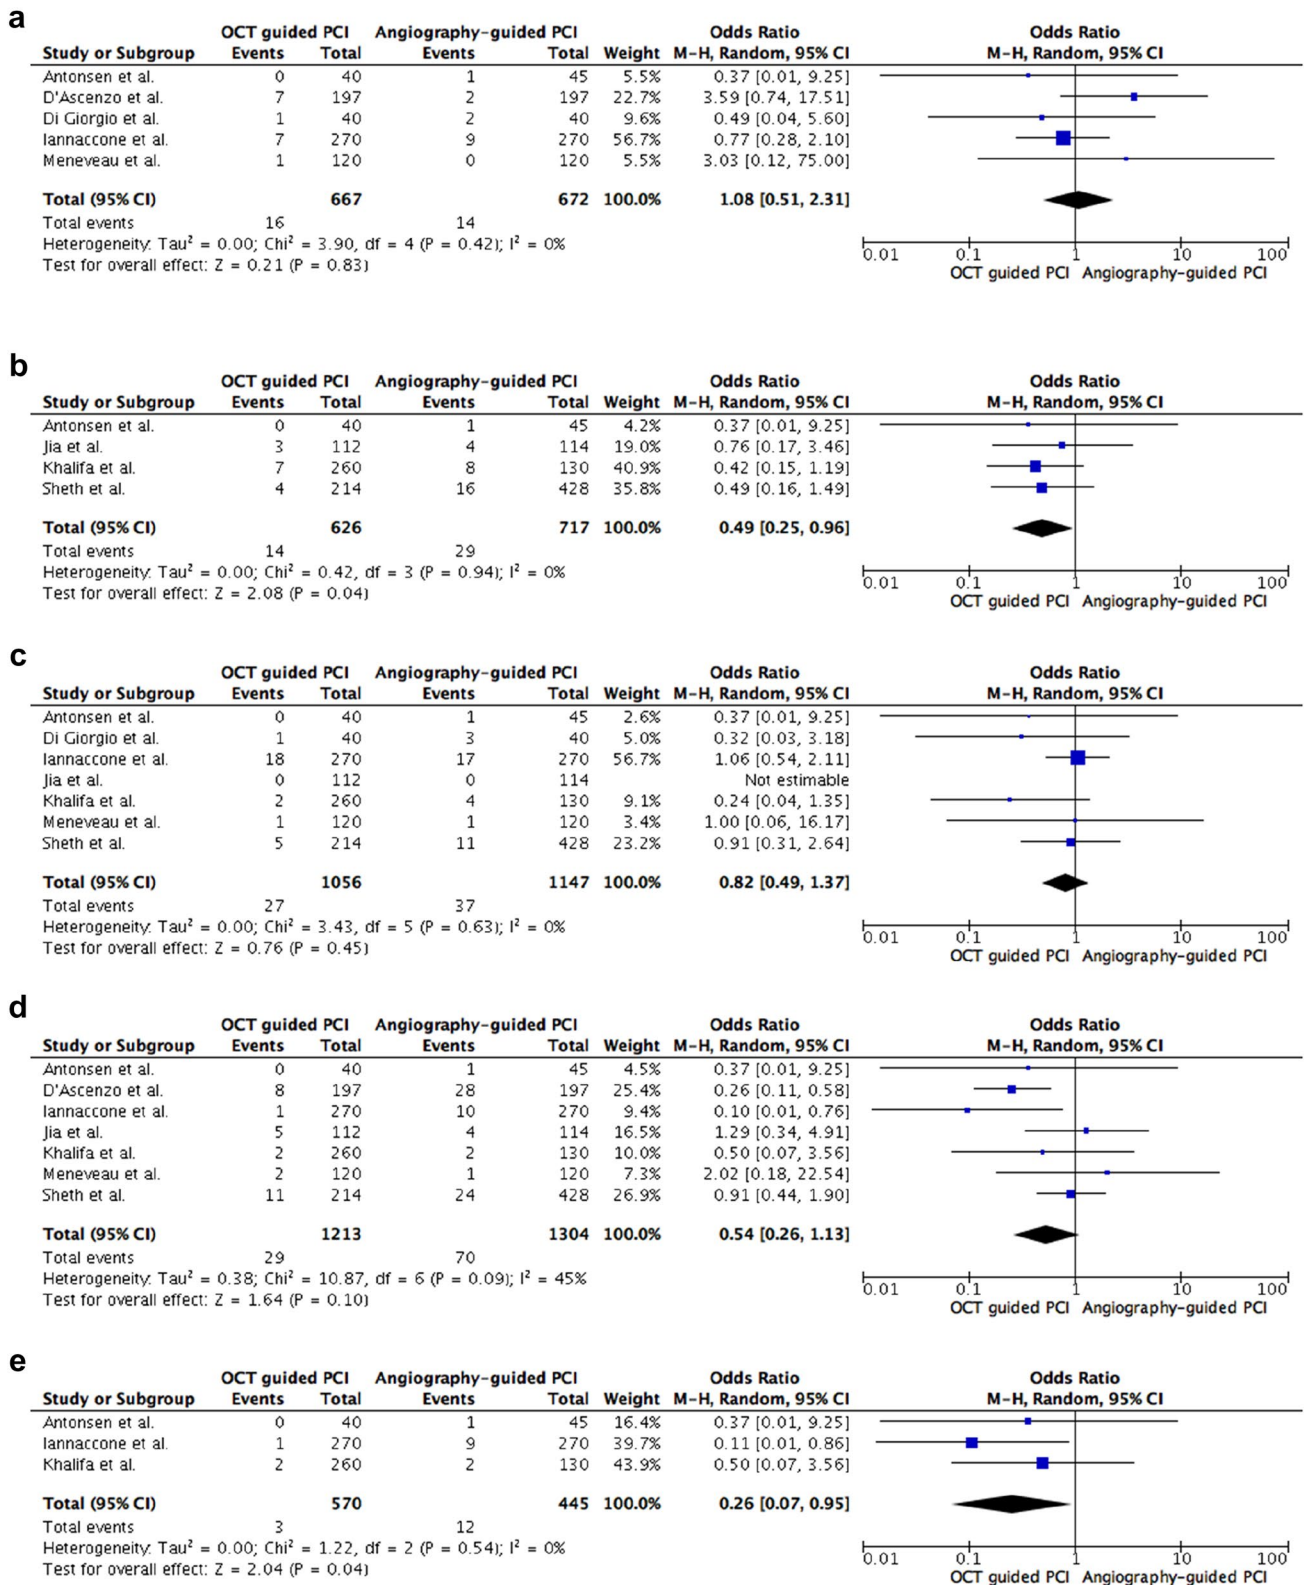 a
OCT guided PCI Angiography-guided PCI Odds Ratio Odds Ratio
Study or Subgroup Events Total Events Total Weight M-H, Random, 95% CI M-H, Random, 95% CI
Antonsen et al. 0 40 1 45 5.5% 0.37 [0.01, 9.25]
D'Ascenzo et al. 7 197 2 197 22.7% 3.59 [0.74, 17.51]
Di Giorgio et al. 1 40 2 40 9.6% 0.49 [0.04, 5.60]
Iannaccone et al. 7 270 9 270 56.7% 0.77 [0.28, 2.10]
Meneveau et al. 1 120 0 120 5.5% 3.03 [0.12, 75.00]
Total (95% CI) 667 672 100.0% 1.08 [0.51, 2.31]
Total events 16 14
Heterogeneity: Tau² = 0.00; Chi² = 3.90, df = 4 (P = 0.42); I² = 0%
Test for overall effect: Z = 0.21 (P = 0.83)
0.01 0.1 1 10 100
OCT guided PCI Angiography-guided PCI
b
OCT guided PCI Angiography-guided PCI Odds Ratio Odds Ratio
Study or Subgroup Events Total Events Total Weight M-H, Random, 95% CI M-H, Random, 95% CI
Antonsen et al. 0 40 1 45 4.2% 0.37 [0.01, 9.25]
Jia et al. 3 112 4 114 19.0% 0.76 [0.17, 3.46]
Khalifa et al. 7 260 8 130 40.9% 0.42 [0.15, 1.19]
Sheth et al. 4 214 16 428 35.8% 0.49 [0.16, 1.49]
Total (95% CI) 626 717 100.0% 0.49 [0.25, 0.96]
Total events 14 29
Heterogeneity: Tau² = 0.00; Chi² = 0.42, df = 3 (P = 0.94); I² = 0%
Test for overall effect: Z = 2.08 (P = 0.04)
0.01 0.1 1 10 100
OCT guided PCI Angiography-guided PCI
c
OCT guided PCI Angiography-guided PCI Odds Ratio Odds Ratio
Study or Subgroup Events Total Events Total Weight M-H, Random, 95% CI M-H, Random, 95% CI
Antonsen et al. 0 40 1 45 2.6% 0.37 [0.01, 9.25]
Di Giorgio et al. 1 40 3 40 5.0% 0.32 [0.03, 3.18]
Iannaccone et al. 18 270 17 270 56.7% 1.06 [0.54, 2.11]
Jia et al. 0 112 0 114 Not estimable
Khalifa et al. 2 260 4 130 9.1% 0.24 [0.04, 1.35]
Meneveau et al. 1 120 1 120 3.4% 1.00 [0.06, 16.17]
Sheth et al. 5 214 11 428 23.2% 0.91 [0.31, 2.64]
Total (95% CI) 1056 1147 100.0% 0.82 [0.49, 1.37]
Total events 27 37
Heterogeneity: Tau² = 0.00; Chi² = 3.43, df = 5 (P = 0.63); I² = 0%
Test for overall effect: Z = 0.76 (P = 0.45)
0.01 0.1 1 10 100
OCT guided PCI Angiography-guided PCI
d
OCT guided PCI Angiography-guided PCI Odds Ratio Odds Ratio
Study or Subgroup Events Total Events Total Weight M-H, Random, 95% CI M-H, Random, 95% CI
Antonsen et al. 0 40 1 45 4.5% 0.37 [0.01, 9.25]
D'Ascenzo et al. 8 197 28 197 25.4% 0.26 [0.11, 0.58]
Iannaccone et al. 1 270 10 270 9.4% 0.10 [0.01, 0.76]
Jia et al. 5 112 4 114 16.5% 1.29 [0.34, 4.91]
Khalifa et al. 2 260 2 130 10.0% 0.50 [0.07, 3.56]
Meneveau et al. 2 120 1 120 7.3% 2.02 [0.18, 22.54]
Sheth et al. 11 214 24 428 26.9% 0.91 [0.44, 1.90]
Total (95% CI) 1213 1304 100.0% 0.54 [0.26, 1.13]
Total events 29 70
Heterogeneity: Tau² = 0.38; Chi² = 10.87, df = 6 (P = 0.09); I² = 45%
Test for overall effect: Z = 1.64 (P = 0.10)
0.01 0.1 1 10 100
OCT guided PCI Angiography-guided PCI
e
OCT guided PCI Angiography-guided PCI Odds Ratio Odds Ratio
Study or Subgroup Events Total Events Total Weight M-H, Random, 95% CI M-H, Random, 95% CI
Antonsen et al. 0 40 1 45 16.4% 0.37 [0.01, 9.25]
Iannaccone et al. 1 270 9 270 39.7% 0.11 [0.01, 0.86]
Khalifa et al. 2 260 2 130 43.9% 0.50 [0.07, 3.56]
Total (95% CI) 570 445 100.0% 0.26 [0.07, 0.95]
Total events 3 12
Heterogeneity: Tau² = 0.00; Chi² = 1.22, df = 2 (P = 0.54); I² = 0%
Test for overall effect: Z = 2.04 (P = 0.04)
0.01 0.1 1 10 100
OCT guided PCI Angiography-guided PCI